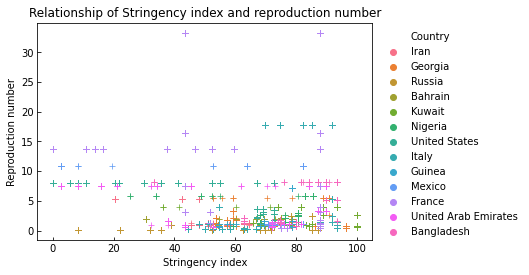 Relationship of Stringency index and reproduction number
Reproduction number
30
25
20
15
10
5
0
0
20
40
60
80
100
Stringency index
Country
Iran
Georgia
Russia
Bahrain
Kuwait
Nigeria
United States
Italy
Guinea
Mexico
France
United Arab Emirates
Bangladesh